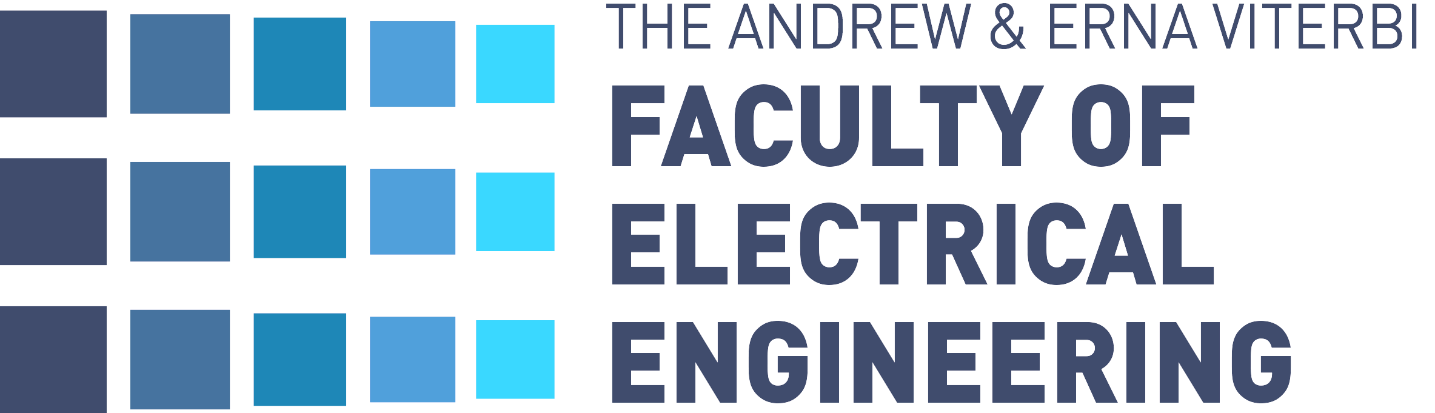 THE ANDREW & ERNA VITERBI
FACULTY OF
ELECTRICAL
ENGINEERING